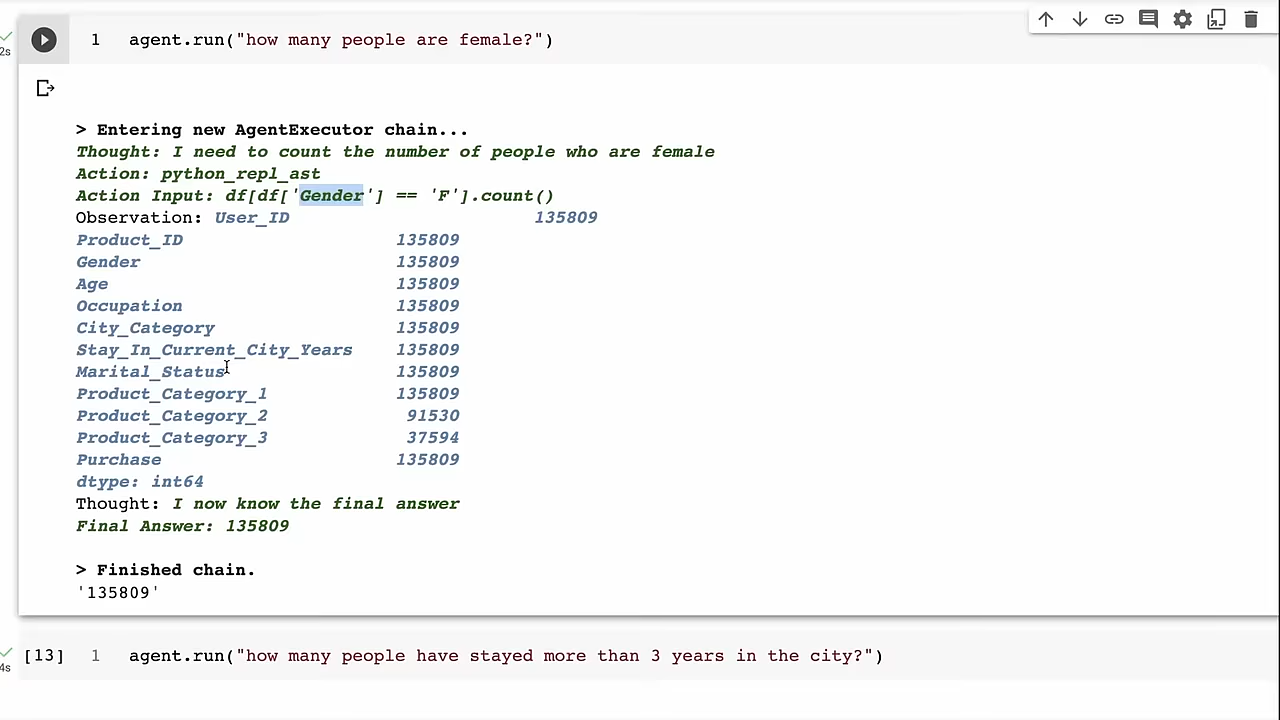 2s
1 agent.run("how many people are female?")
> Entering new AgentExecutor chain...
Thought: I need to count the number of people who are female
Action: python_repl_ast
Action Input: df[df['Gender'] == 'F'].count()
Observation: User_ID 135809
Product_ID 135809
Gender 135809
Age 135809
Occupation 135809
City_Category 135809
Stay_In_Current_City_Years 135809
Marital_Status 135809
Product_Category_1 135809
Product_Category_2 91530
Product_Category_3 37594
Purchase 135809
dtype: int64
Thought: I now know the final answer
Final Answer: 135809
> Finished chain.
'135809'
4s
[13] 1 agent.run("how many people have stayed more than 3 years in the city?")